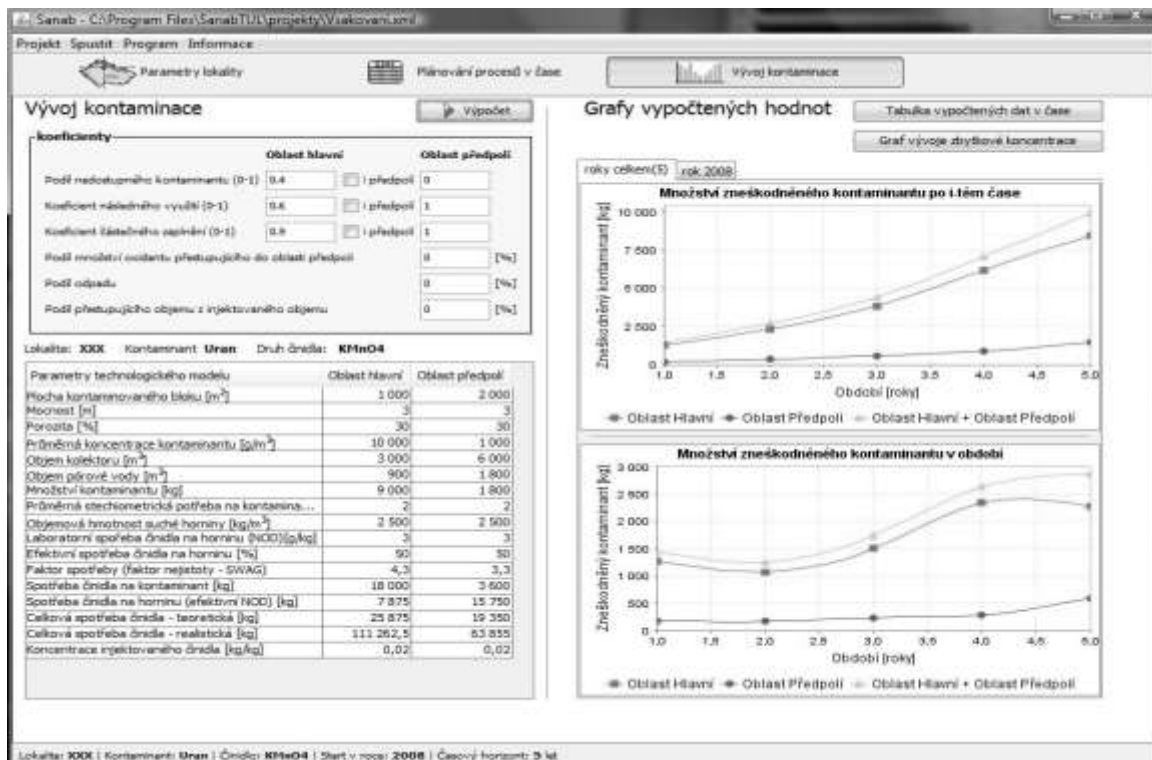 Sanab - C:\Program Files\SanabTUL\projekty\Vsakovani.xml
Projekt Spustit Program Informace
Parametry lokality
Plánování procesů v čase
Vývoj kontaminace
Vývoj kontaminace
Výpočet
koeficienty
Oblast hlavní Oblast předpolí
Podíl nedostupného kontaminantu (0-1) 0.4 i předpolí 0
Koeficient následného využití (0-1) 0.6 i předpolí 1
Koeficient částečného zaplnění (0-1) 0.9 i předpolí 1
Podíl množství oxidantu přestupujícího do oblasti předpolí 0 [%]
Podíl odpadu 0 [%]
Podíl přestupujícího objemu z injektovaného objemu 0 [%]
Lokalita: XXX Kontaminant Uran Druh činidla: KMnO4
Parametry technologického modelu Oblast hlavní Oblast předpolí
Plocha kontaminovaného bloku [m²] 1 000 2 000
Mocnost [m] 3 3
Porozita [%] 30 30
Průměrná koncentrace kontaminantu [g/m³] 10 000 1 000
Objem kolektoru [m³] 3 000 6 000
Objem pórové vody [m³] 900 1 800
Množství kontaminantu [kg] 9 000 1 800
Průměrná stechiometrická potřeba na kontamina... 2 2
Objemová hmotnost suché horniny [kg/m³] 2 500 2 500
Laboratorní spotřeba činidla na horninu (NOD)[g/kg] 3 3
Efektivní spotřeba činidla na horninu [%] 50 50
Faktor spotřeby (faktor nejistoty - SWAG) 4,3 3,3
Spotřeba činidla na kontaminant [kg] 18 000 3 600
Spotřeba činidla na horninu (efektivní NOD) [kg] 7 875 15 750
Celková spotřeba činidla - teoretická [kg] 25 875 19 350
Celková spotřeba činidla - realistická [kg] 111 262,5 63 855
Koncentrace injektovaného činidla [kg/kg] 0,02 0,02
Grafy vypočtených hodnot
Tabulka vypočtených dat v čase
Graf vývoje zbytkové koncentrace
roky celkem(5) rok 2008
Množství zneškodněného kontaminantu po i-tém čase
Zneškodněný kontaminant [kg]
10 000
7 500
5 000
2 500
0
1,0 1,5 2,0 2,5 3,0 3,5 4,0 4,5 5,0
Období [roky]
Oblast Hlavní Oblast Předpolí Oblast Hlavní + Oblast Předpolí
Množství zneškodněného kontaminantu v období
Zneškodněný kontaminant [kg]
3 000
2 500
2 000
1 500
1 000
500
0
1,0 1,5 2,0 2,5 3,0 3,5 4,0 4,5 5,0
Období [roky]
Oblast Hlavní Oblast Předpolí Oblast Hlavní + Oblast Předpolí
Lokalita: XXX | Kontaminant: Uran | Činidlo: KMnO4 | Start v roce: 2008 | Časový horizont: 5 let